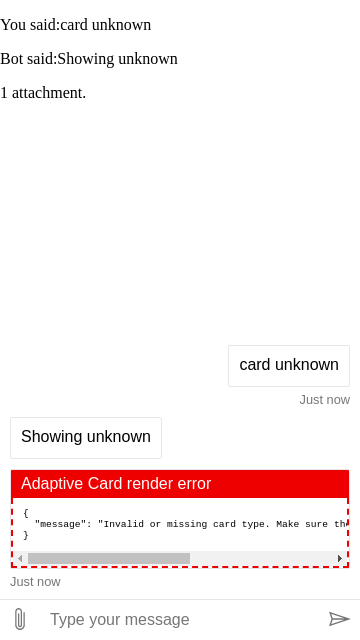 You said:card unknown
Bot said:Showing unknown
1 attachment.
card unknown
Just now
Showing unknown
Adaptive Card render error
{
"message": "Invalid or missing card type. Make sure
}
Just now
Type your message